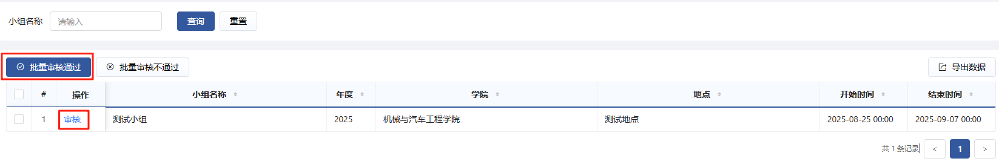 小组名称 请输入 查询 重置
批量审核通过 批量审核不通过 导出数据
# 操作 小组名称 年度 学院 地点 开始时间 结束时间
1 审核 测试小组 2025 机械与汽车工程学院 测试地点 2025-08-25 00:00 2025-09-07 00:00
共 1 条记录 < 1 >